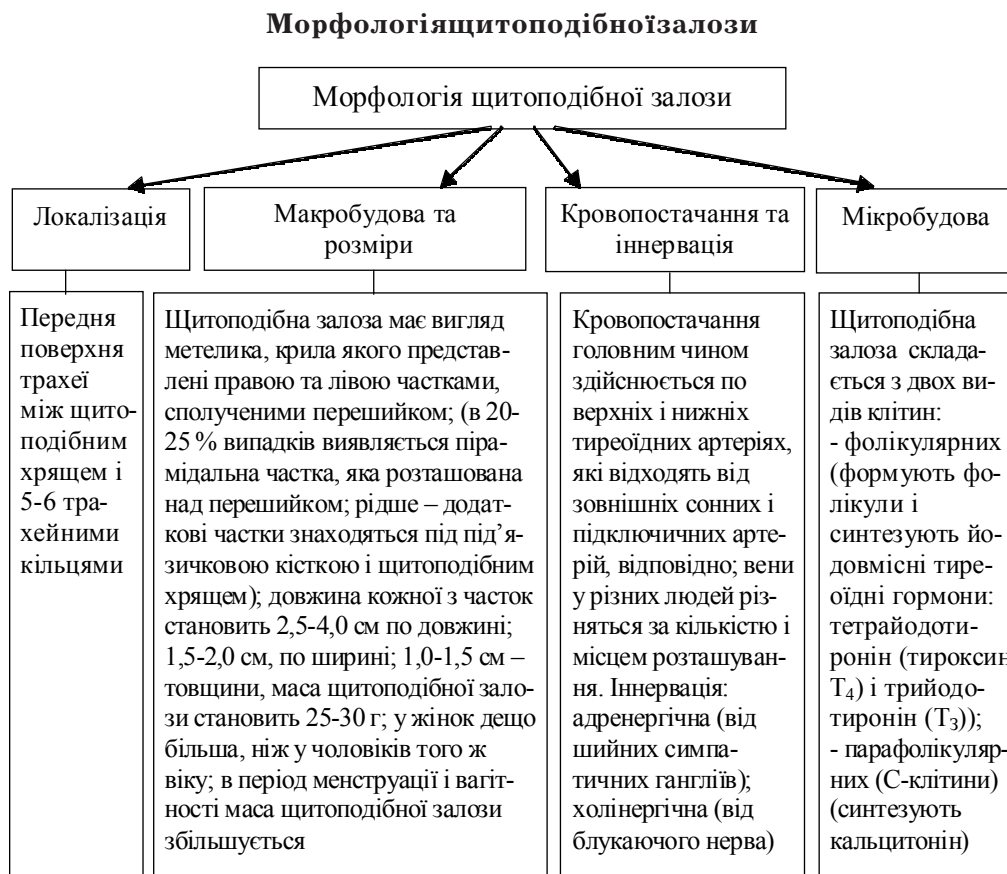 Морфологіящитоподібноїзалози
Морфологія щитоподібної залози
Локалізація
Макробудова та
розміри
Кровопостачання та
іннервація
Мікробудова
Передня
поверхня
трахеї
між щито-
подібним
хрящем і
5-6 тра-
хейними
кільцями
Щитоподібна залоза має вигляд
метелика, крила якого представ-
лені правою та лівою частками,
сполученими перешийком; (в 20-
25 % випадків виявляється піра-
мідальна частка, яка розташована
над перешийком; рідше – додат-
кові частки знаходяться під під’я-
зичковою кісткою і щитоподібним
хрящем); довжина кожної з часток
становить 2,5-4,0 см по довжині;
1,5-2,0 см, по ширині; 1,0-1,5 см –
товщини, маса щитоподібної зало-
зи становить 25-30 г; у жінок дещо
більша, ніж у чоловіків того ж
віку; в період менструації і вагіт-
ності маса щитоподібної залози
збільшується
Кровопостачання
головним чином
здійснюється по
верхніх і нижніх
тиреоїдних артеріях,
які відходять від
зовнішніх сонних і
підключичних арте-
рій, відповідно; вени
у різних людей різ-
няться за кількістю і
місцем розташуван-
ня. Іннервація:
адренергічна (від
шийних симпа-
тичних гангліїв);
холінергічна (від
блукаючого нерва)
Щитоподібна
залоза склада-
ється з двох ви-
дів клітин:
- фолікулярних
(формують фо-
лікули і
синтезують йо-
довмісні тире-
оїдні гормони:
тетрайодоти-
ронін (тироксин
Т₄) і трийодо-
тиронін (Т₃));
- парафолікуляр-
них (С-клітини)
(синтезують
кальцитонін)